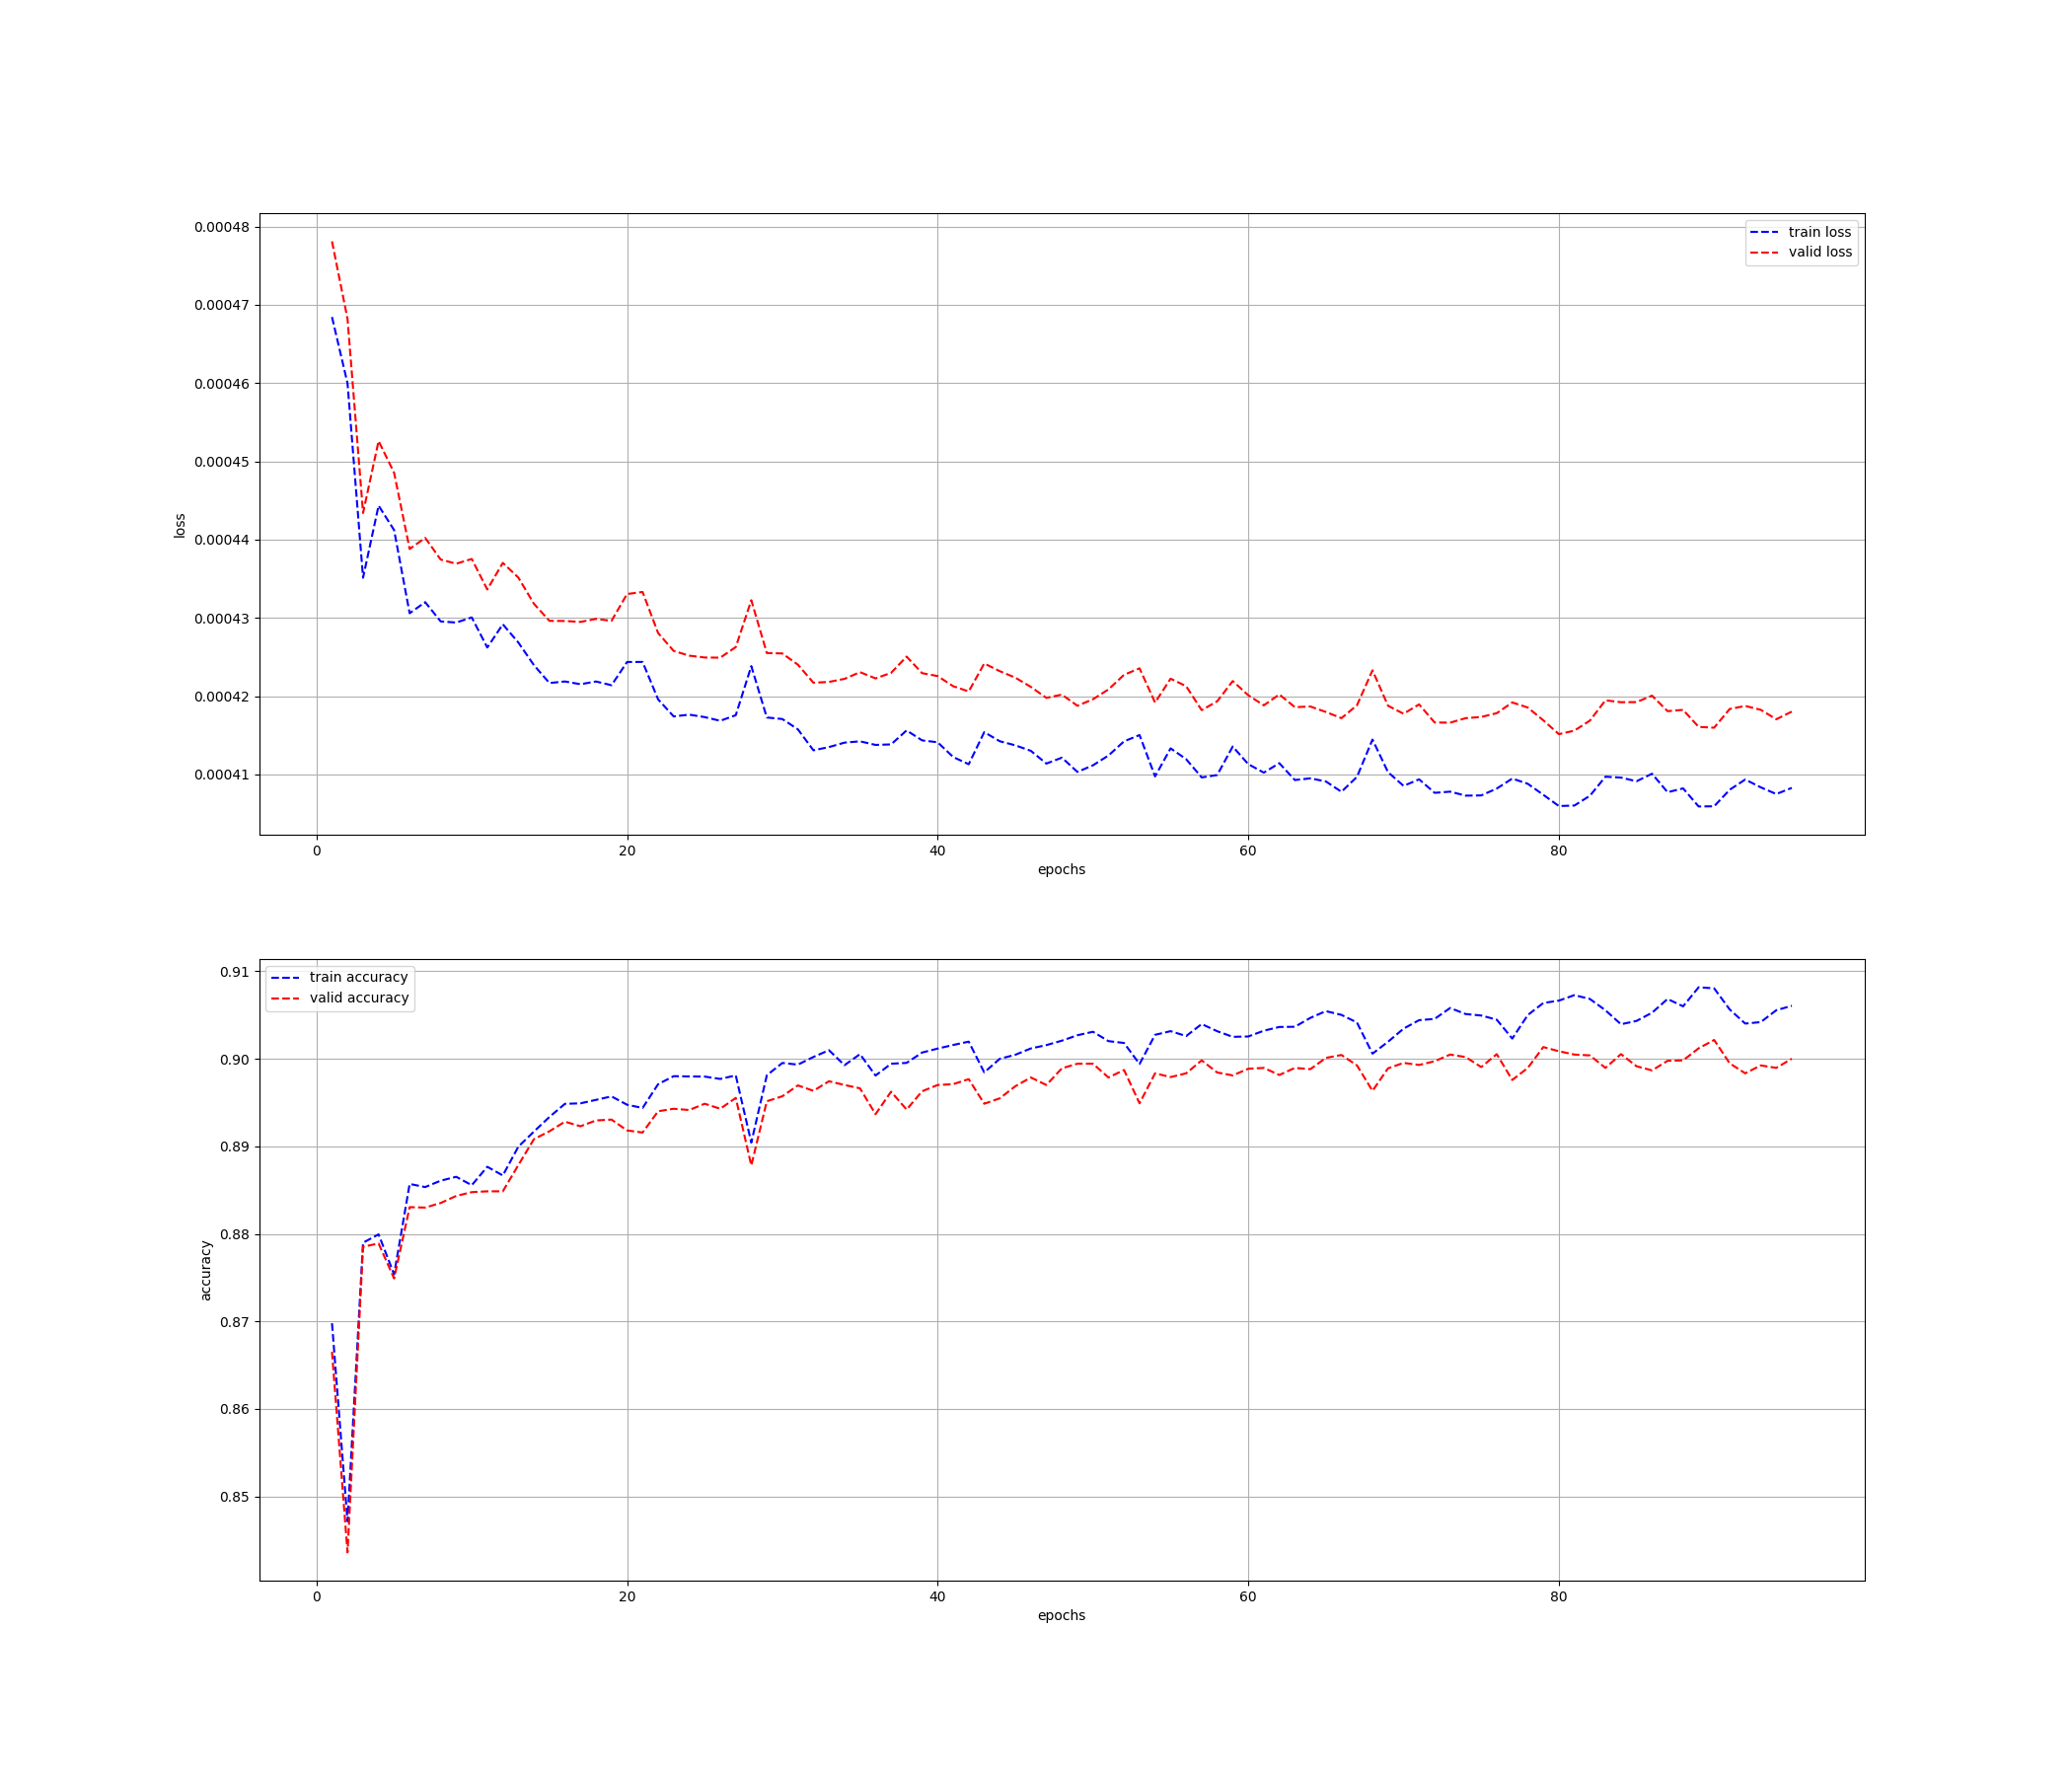 0.00048
0.00047
0.00046
0.00045
0.00044
0.00043
0.00042
0.00041
loss
train loss
valid loss
0 20 40 60 80
epochs
0.91
0.90
0.89
0.88
0.87
0.86
0.85
accuracy
train accuracy
valid accuracy
0 20 40 60 80
epochs